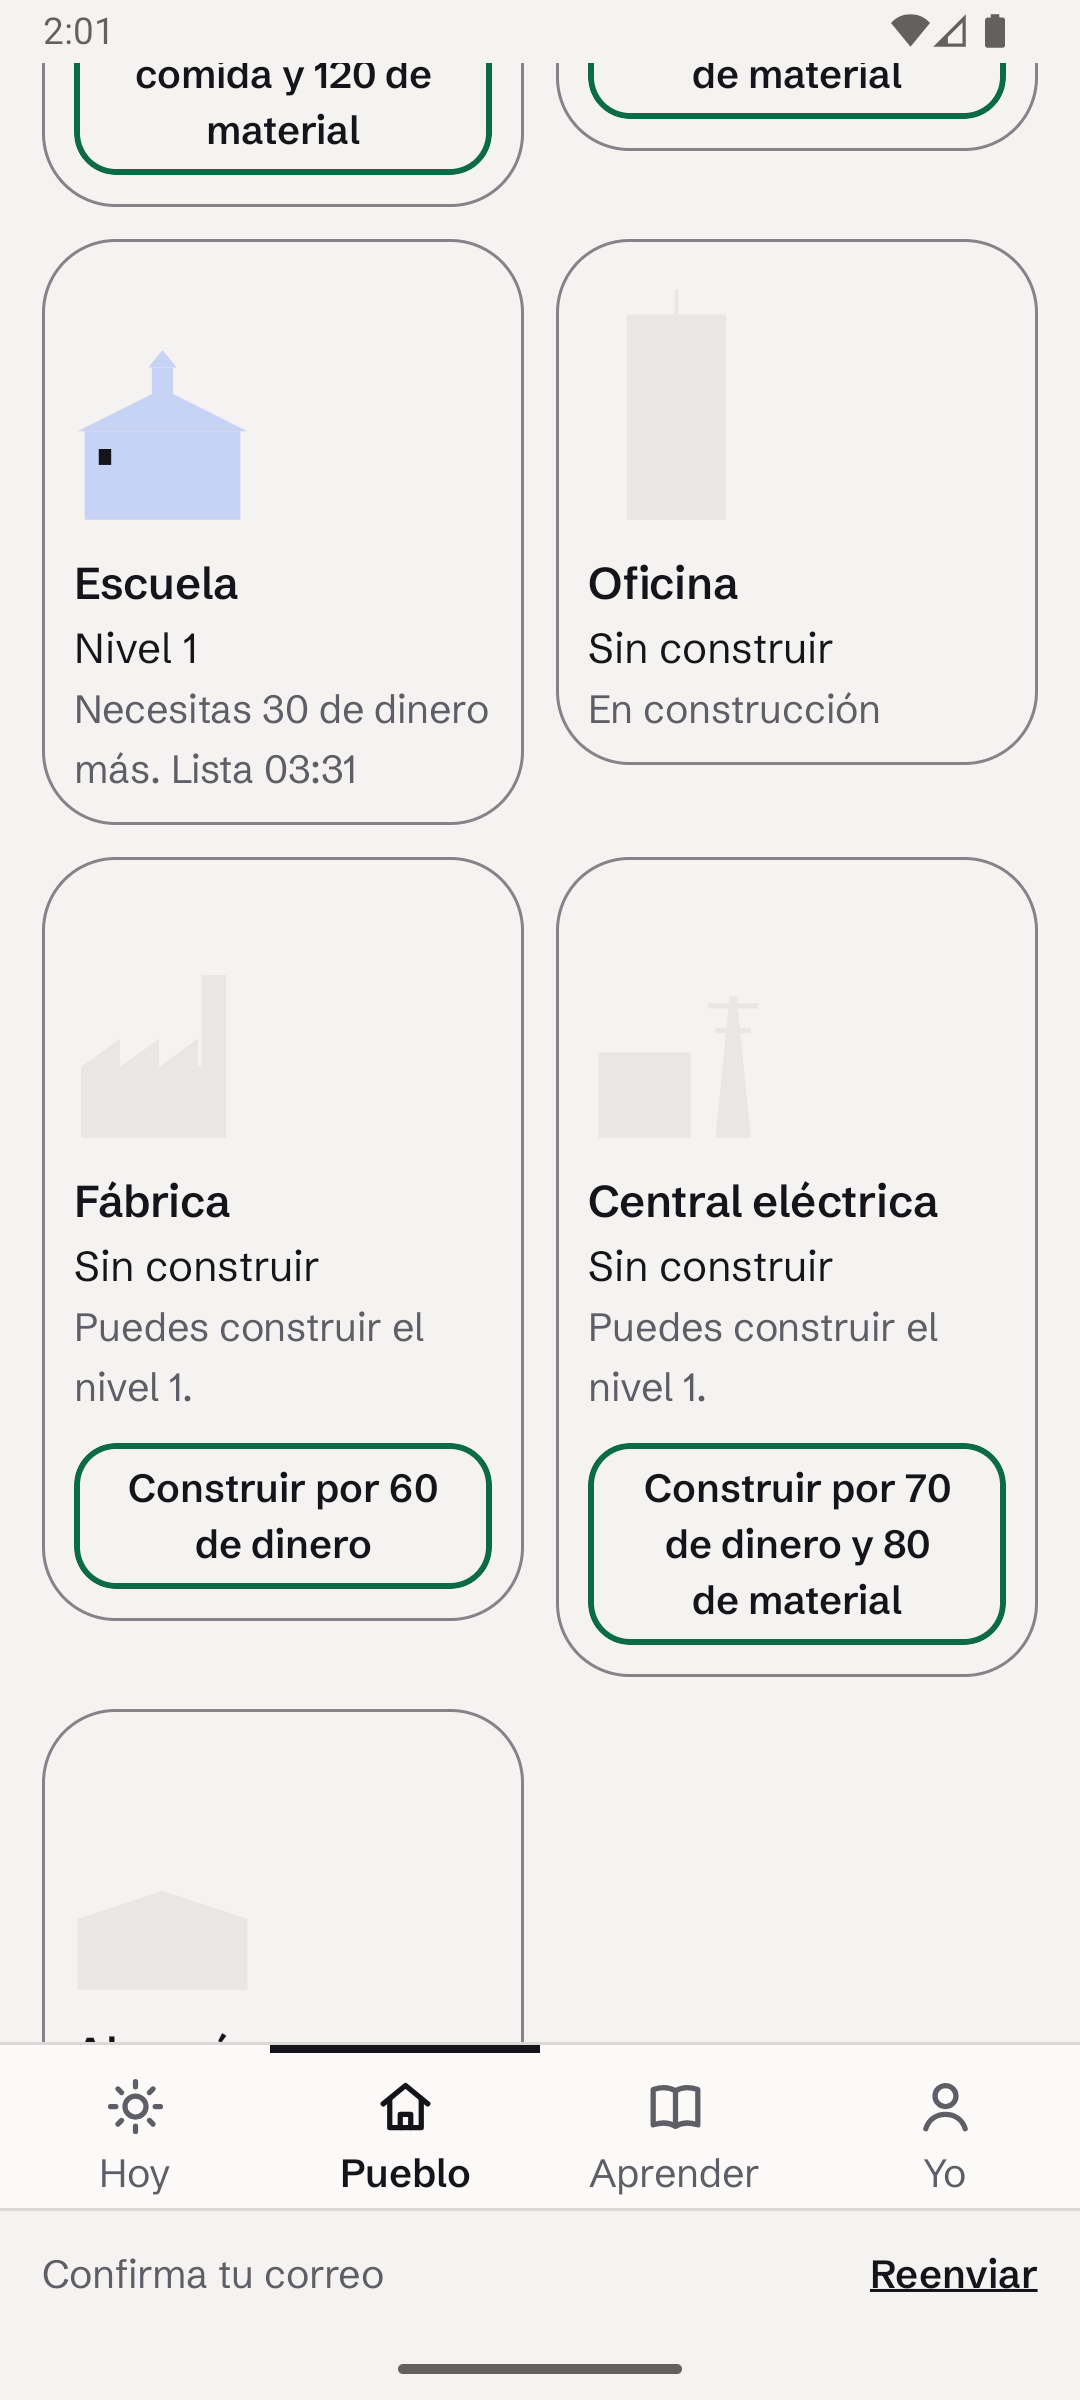 2:01
comida y 120 de
material
de material
Escuela
Nivel 1
Necesitas 30 de dinero
más. Lista 03:31
Oficina
Sin construir
En construcción
Fábrica
Sin construir
Puedes construir el
nivel 1.
Construir por 60
de dinero
Central eléctrica
Sin construir
Puedes construir el
nivel 1.
Construir por 70
de dinero y 80
de material
Hoy
Pueblo
Aprender
Yo
Confirma tu correo
Reenviar